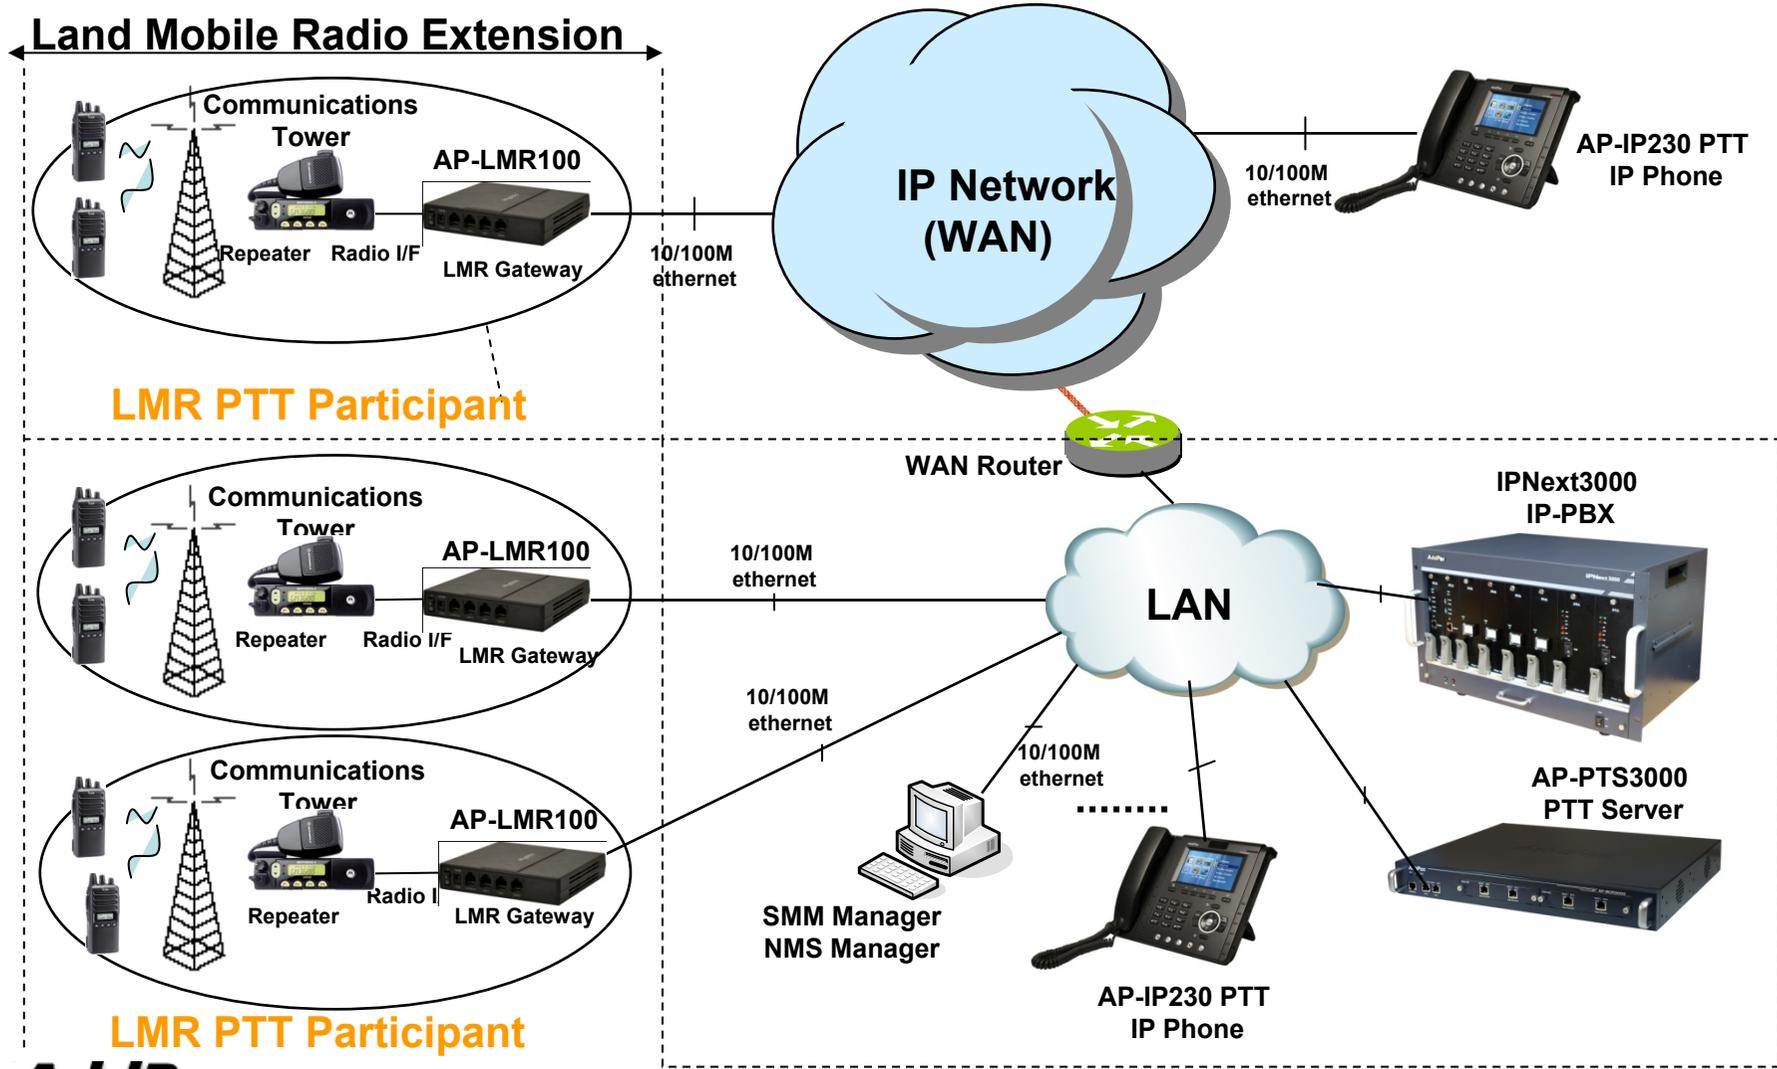 Land Mobile Radio Extension
Communications
Tower
AP-LMR100
Repeater
Radio I/F
LMR Gateway
10/100M
ethernet
IP Network
(WAN)
10/100M
ethernet
AP-IP230 PTT
IP Phone
LMR PTT Participant
WAN Router
Communications
Tower
AP-LMR100
Repeater
Radio I/F
LMR Gateway
10/100M
ethernet
LAN
IPNext3000
IP-PBX
10/100M
ethernet
Communications
Tower
AP-LMR100
Repeater
Radio I
LMR Gateway
10/100M
ethernet
SMM Manager
NMS Manager
AP-IP230 PTT
IP Phone
AP-PTS3000
PTT Server
LMR PTT Participant